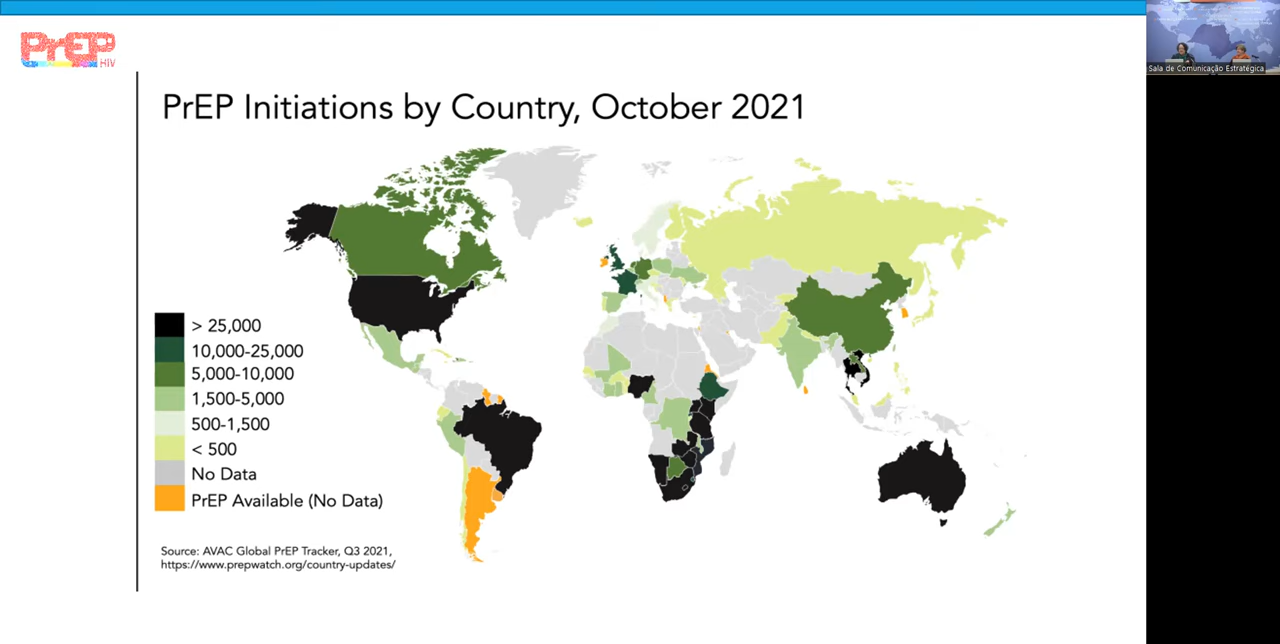 PrEP
HIV
Sala de Comunicação Estratégica
PrEP Initiations by Country, October 2021
> 25,000
10,000-25,000
5,000-10,000
1,500-5,000
500-1,500
< 500
No Data
PrEP Available (No Data)
Source: AVAC Global PrEP Tracker, Q3 2021,
https://www.prepwatch.org/country-updates/